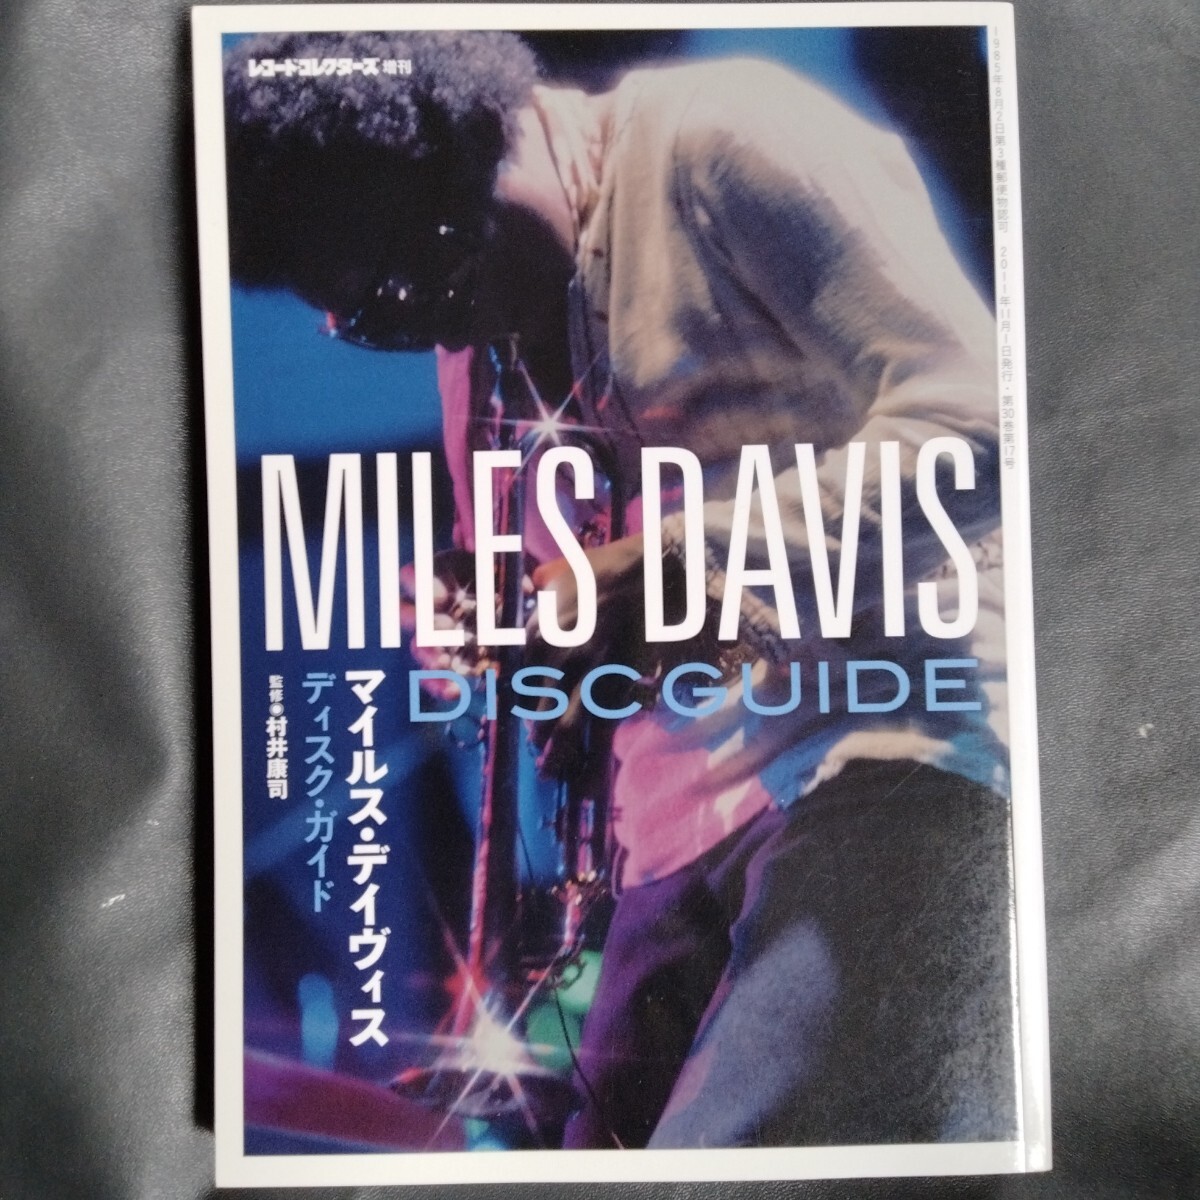 レコード・コレクターズ 増刊
1985年8月2日第3種郵便物認可 2011年11月1日発行・第30巻第17号
MILES DAVIS
DISC GUIDE
マイルス・デイヴィス
ディスク・ガイド
監修◉村井康司